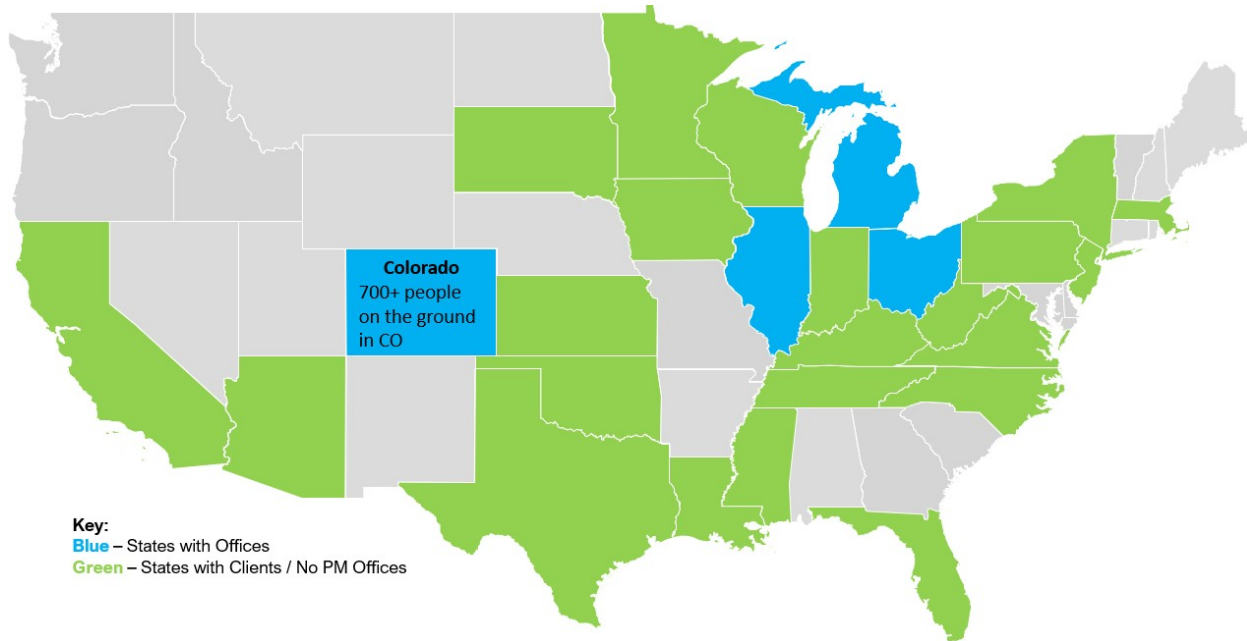 Colorado
700+ people
on the ground
in CO
Key:
Blue – States with Offices
Green – States with Clients / No PM Offices